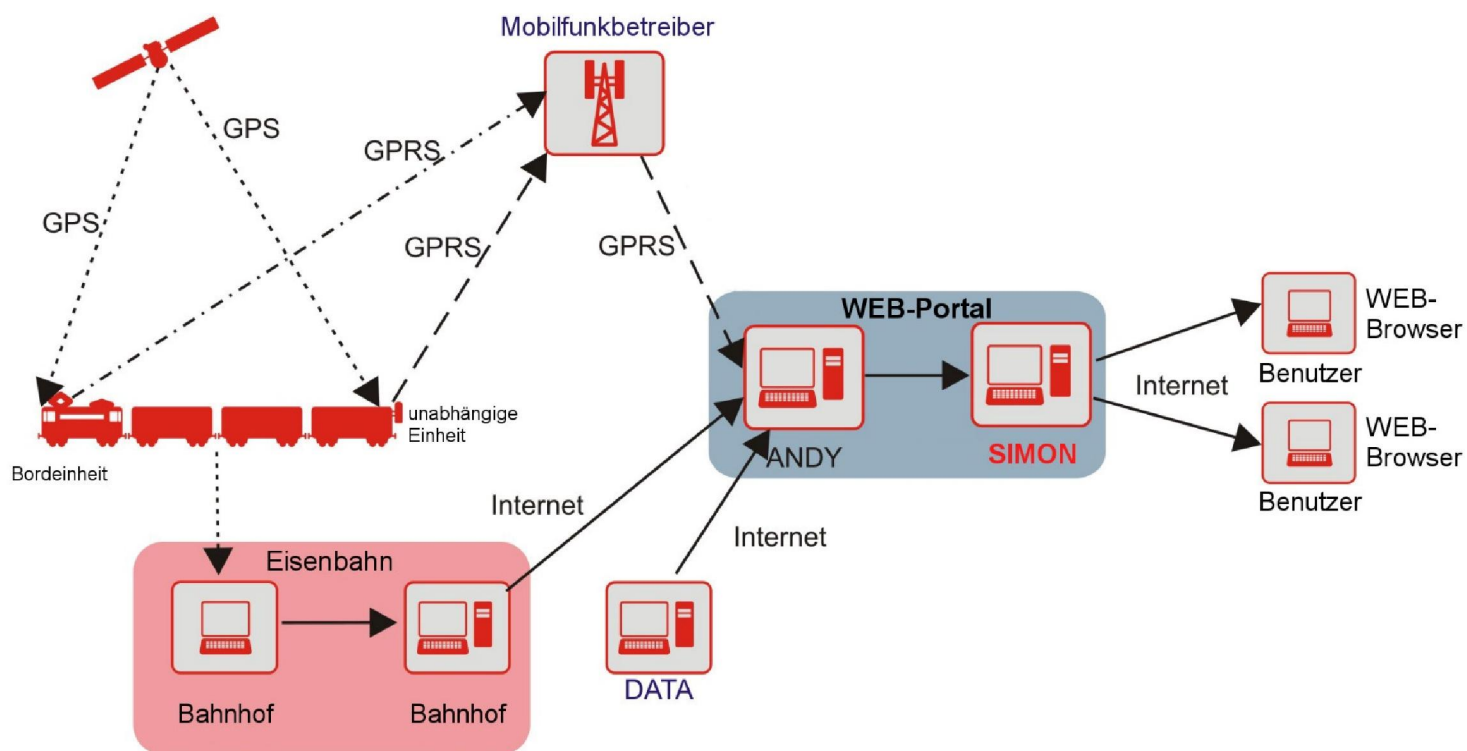 Mobilfunkbetreiber
GPS
GPRS
GPS
GPRS
GPRS
WEB-Portal
WEB-
Browser
Benutzer
Internet
unabhängige
Einheit
Bordeinheit
ANDY
SIMON
WEB-
Browser
Benutzer
Internet
Internet
Eisenbahn
Bahnhof
Bahnhof
DATA